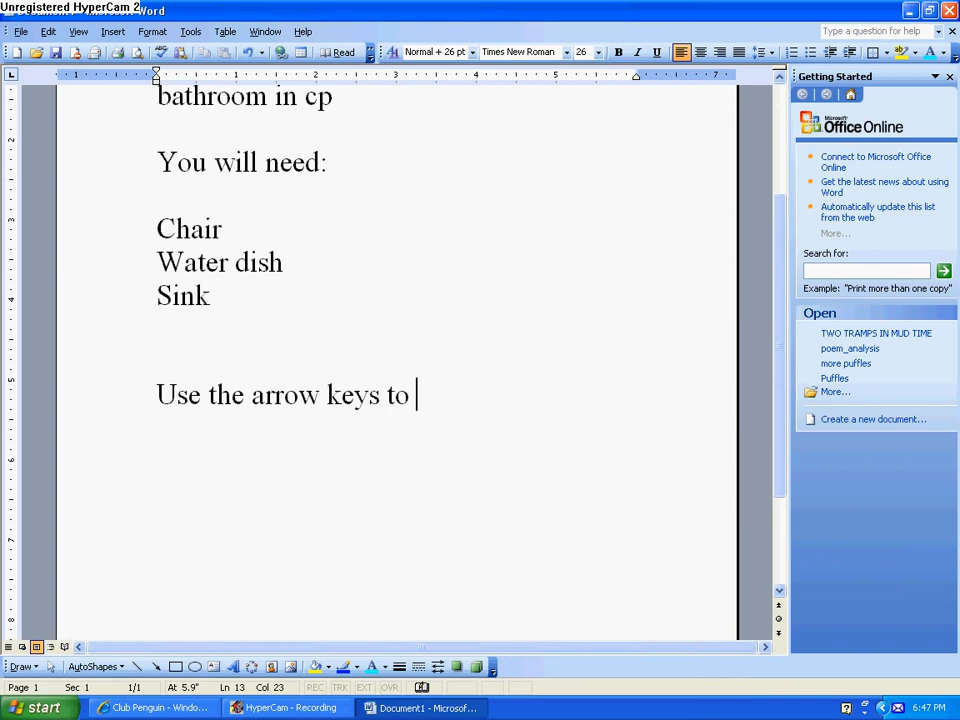 Unregistered HyperCam 2
Word
File Edit View Insert Format Tools Table Window Help
Type a question for help
Read
Normal + 26 pt
Times New Roman
26
B I U
Getting Started
Office Online
Connect to Microsoft Office
Online
Get the latest news about using
Word
Automatically update this list
from the web
More...
Search for:
Example: "Print more than one copy"
Open
TWO TRAMPS IN MUD TIME
poem_analysis
more puffles
Puffles
More...
Create a new document...
bathroom in cp
You will need:
Chair
Water dish
Sink
Use the arrow keys to
Draw
AutoShapes
Page 1 Sec 1 1/1 At 5.9" Ln 13 Col 23 REC TRK EXT OVR
start
Club Penguin - Windo...
HyperCam - Recording
Document1 - Microsof...
6:47 PM